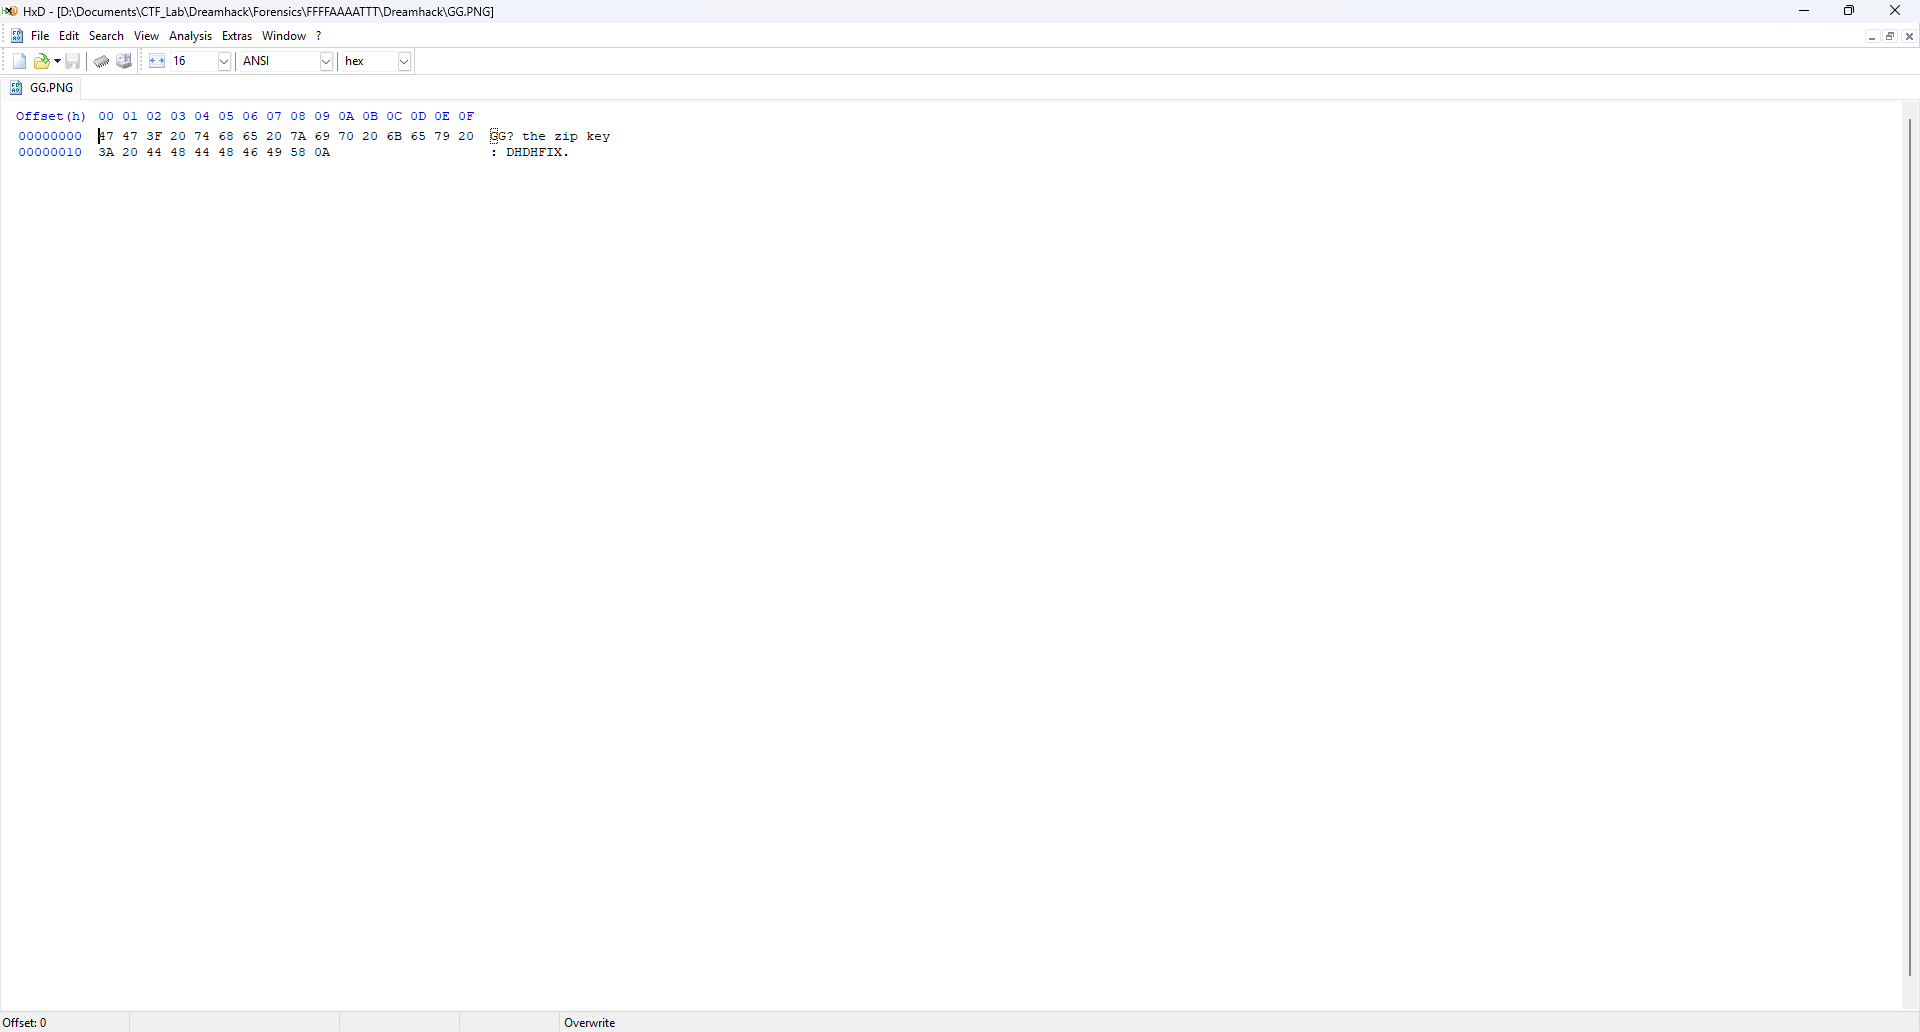 HxD - [D:\Documents\CTF_Lab\Dreamhack\Forensics\FFFFAAAATTT\Dreamhack\GG.PNG]
File Edit Search View Analysis Extras Window ?
16 ANSI hex
GG.PNG
Offset(h) 00 01 02 03 04 05 06 07 08 09 0A 0B 0C 0D 0E 0F
00000000 47 47 3F 20 74 68 65 20 7A 69 70 20 6B 65 79 20 GG? the zip key
00000010 3A 20 44 48 44 48 46 49 58 0A : DHDHFIX.
Offset: 0 Overwrite